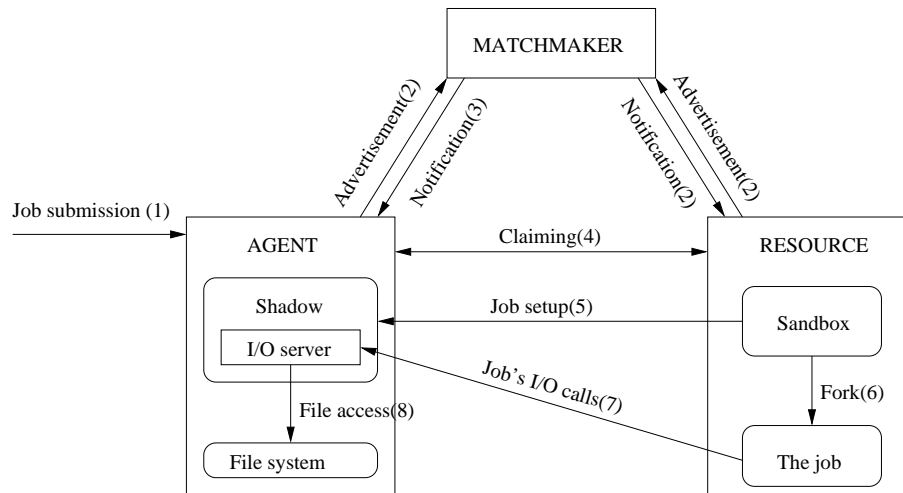 MATCHMAKER
Advertisement(2)
Notification(3)
Notification(2)
Advertisement(2)
Job submission (1)
AGENT
Claiming(4)
RESOURCE
Shadow
Job setup(5)
Sandbox
I/O server
Job's I/O calls(7)
Fork(6)
File access(8)
File system
The job